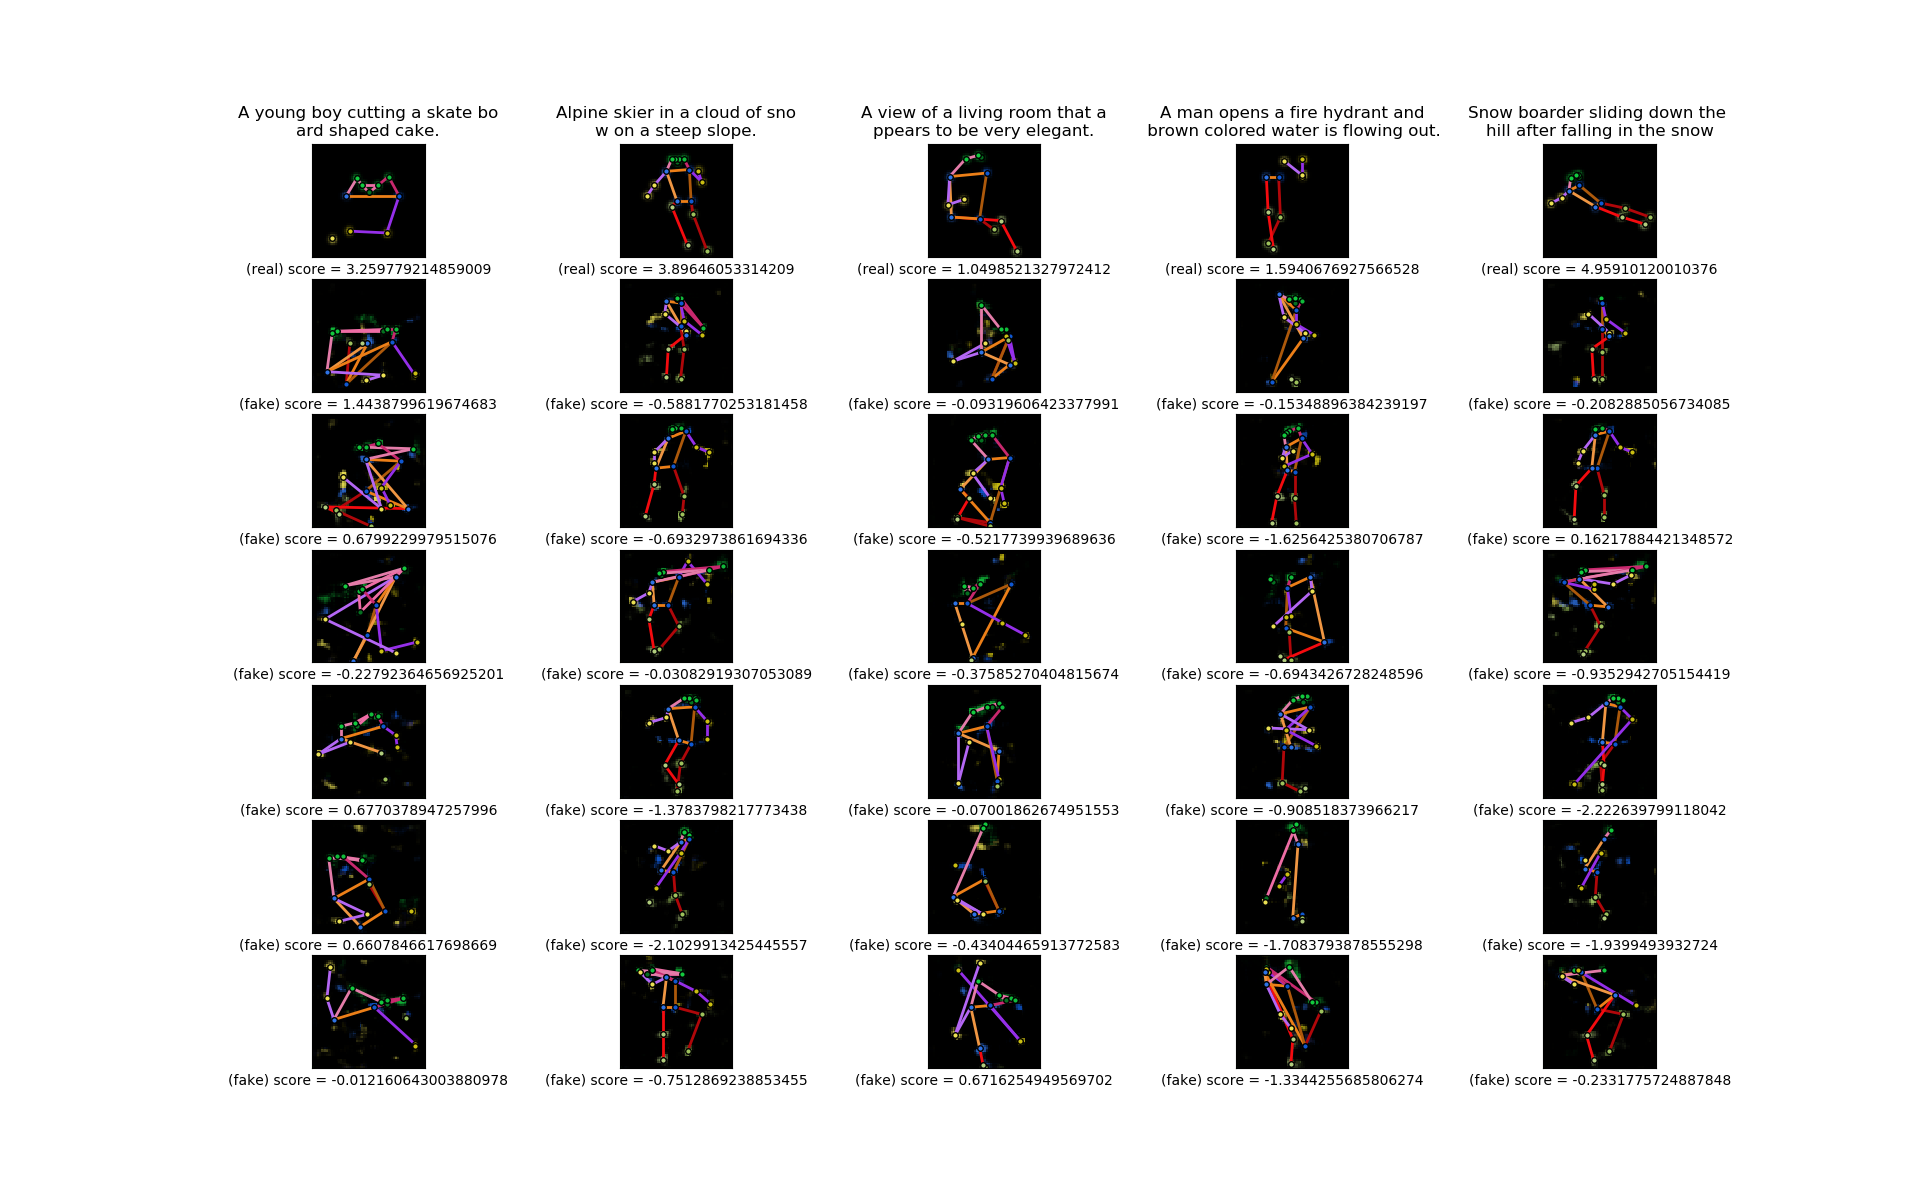 A young boy cutting a skate bo
ard shaped cake.
Alpine skier in a cloud of sno
w on a steep slope.
A view of a living room that a
ppears to be very elegant.
A man opens a fire hydrant and
brown colored water is flowing out.
Snow boarder sliding down the
hill after falling in the snow
(real) score = 3.259779214859009
(real) score = 3.89646053314209
(real) score = 1.0498521327972412
(real) score = 1.5940676927566528
(real) score = 4.95910120010376
(fake) score = 1.4438799619674683
(fake) score = -0.5881770253181458
(fake) score = -0.09319606423377991
(fake) score = -0.15348896384239197
(fake) score = -0.2082885056734085
(fake) score = 0.6799229979515076
(fake) score = -0.6932973861694336
(fake) score = -0.5217739939689636
(fake) score = -1.6256425380706787
(fake) score = 0.16217884421348572
(fake) score = -0.22792364656925201
(fake) score = -0.03082919307053089
(fake) score = -0.37585270404815674
(fake) score = -0.6943426728248596
(fake) score = -0.9352942705154419
(fake) score = 0.6770378947257996
(fake) score = -1.3783798217773438
(fake) score = -0.07001862674951553
(fake) score = -0.908518373966217
(fake) score = -2.222639799118042
(fake) score = 0.6607846617698669
(fake) score = -2.1029913425445557
(fake) score = -0.43404465913772583
(fake) score = -1.7083793878555298
(fake) score = -1.9399493932724
(fake) score = -0.012160643003880978
(fake) score = -0.7512869238853455
(fake) score = 0.6716254949569702
(fake) score = -1.3344255685806274
(fake) score = -0.2331775724887848